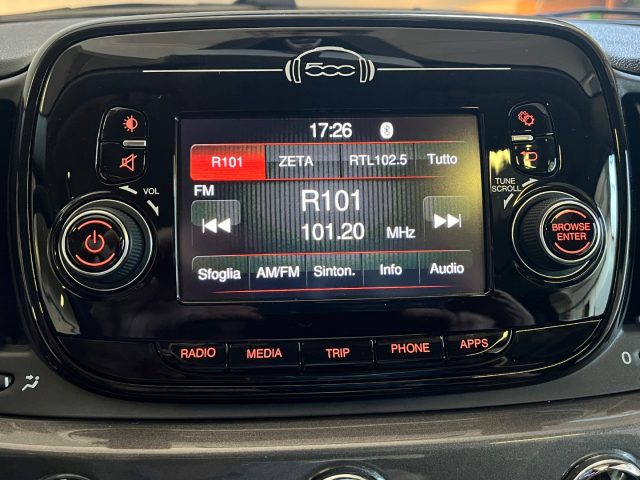 500
17:26
R101 ZETA RTL102.5 Tutto
FM
R101
101.20 MHz
Sfoglia AM/FM Sinton. Info Audio
VOL
TUNE
SCROLL
BROWSE
ENTER
RADIO MEDIA TRIP PHONE APPS
0